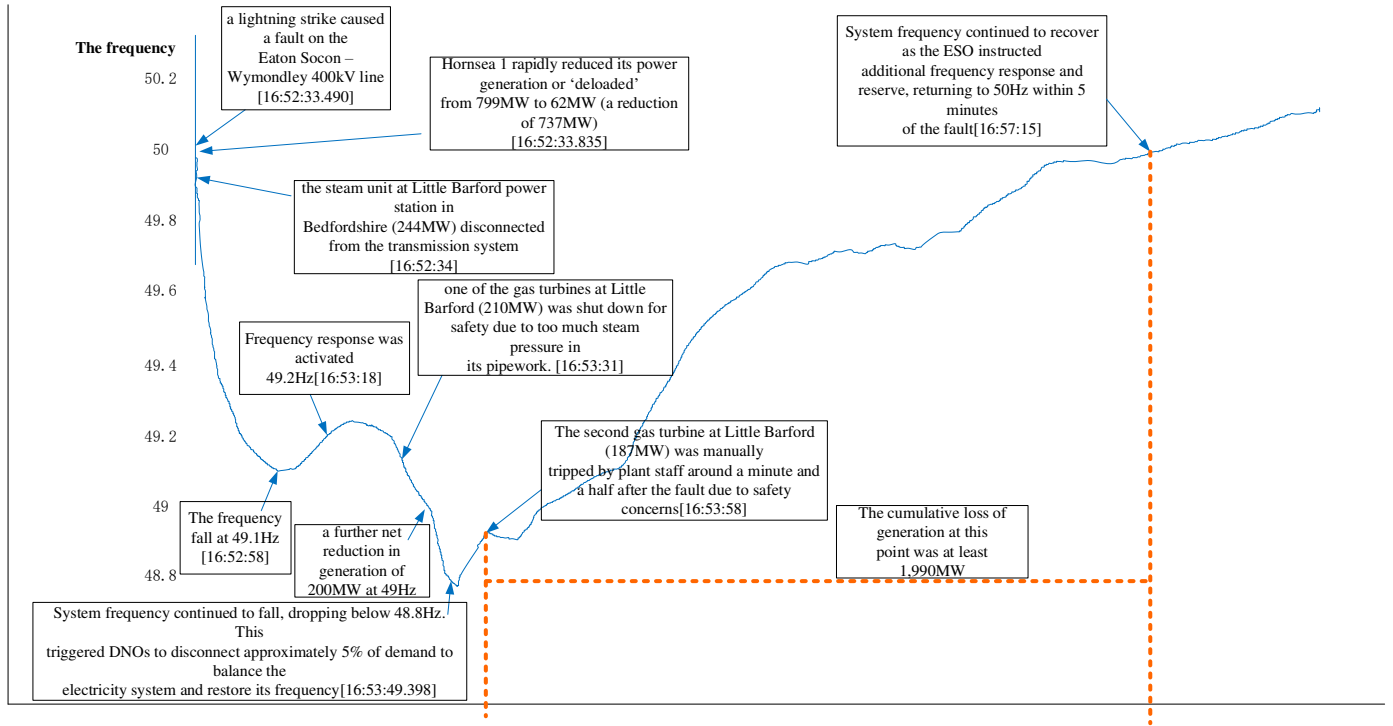 a lightning strike caused
a fault on the
Eaton Socon –
Wymondley 400kV line
[16:52:33.490]
The frequency
50.2
50
49.8
49.6
49.4
49.2
49
48.8
Hornsea 1 rapidly reduced its power
generation or ‘deloaded’
from 799MW to 62MW (a reduction
of 737MW)
[16:52:33.835]
System frequency continued to recover
as the ESO instructed
additional frequency response and
reserve, returning to 50Hz within 5
minutes
of the fault[16:57:15]
the steam unit at Little Barford power
station in
Bedfordshire (244MW) disconnected
from the transmission system
[16:52:34]
one of the gas turbines at Little
Barford (210MW) was shut down for
safety due to too much steam
pressure in
its pipework. [16:53:31]
Frequency response was
activated
49.2Hz[16:53:18]
The second gas turbine at Little Barford
(187MW) was manually
tripped by plant staff around a minute and
a half after the fault due to safety
concerns[16:53:58]
The frequency
fall at 49.1Hz
[16:52:58]
a further net
reduction in
generation of
200MW at 49Hz
The cumulative loss of
generation at this
point was at least
1,990MW
System frequency continued to fall, dropping below 48.8Hz.
This
triggered DNOs to disconnect approximately 5% of demand to
balance the
electricity system and restore its frequency[16:53:49.398]